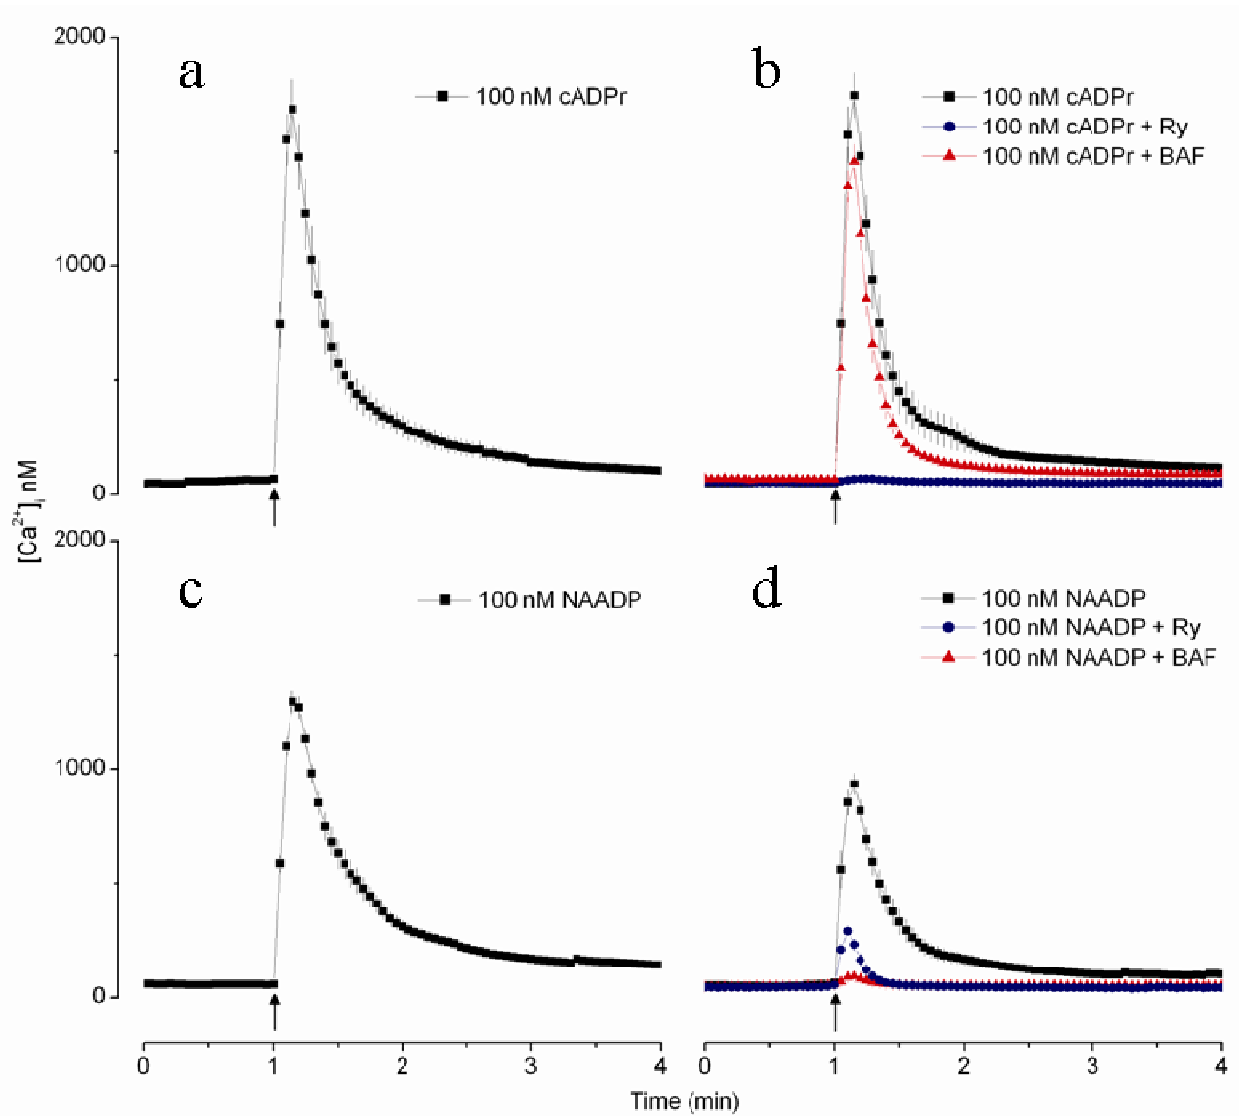 2000
a
100 nM cADPr
b
100 nM cADPr
100 nM cADPr + Ry
100 nM cADPr + BAF
1000
0
[Ca2+]i nM
2000
c
100 nM NAADP
d
100 nM NAADP
100 nM NAADP + Ry
100 nM NAADP + BAF
1000
0
0 1 2 3 4
0 1 2 3 4
Time (min)